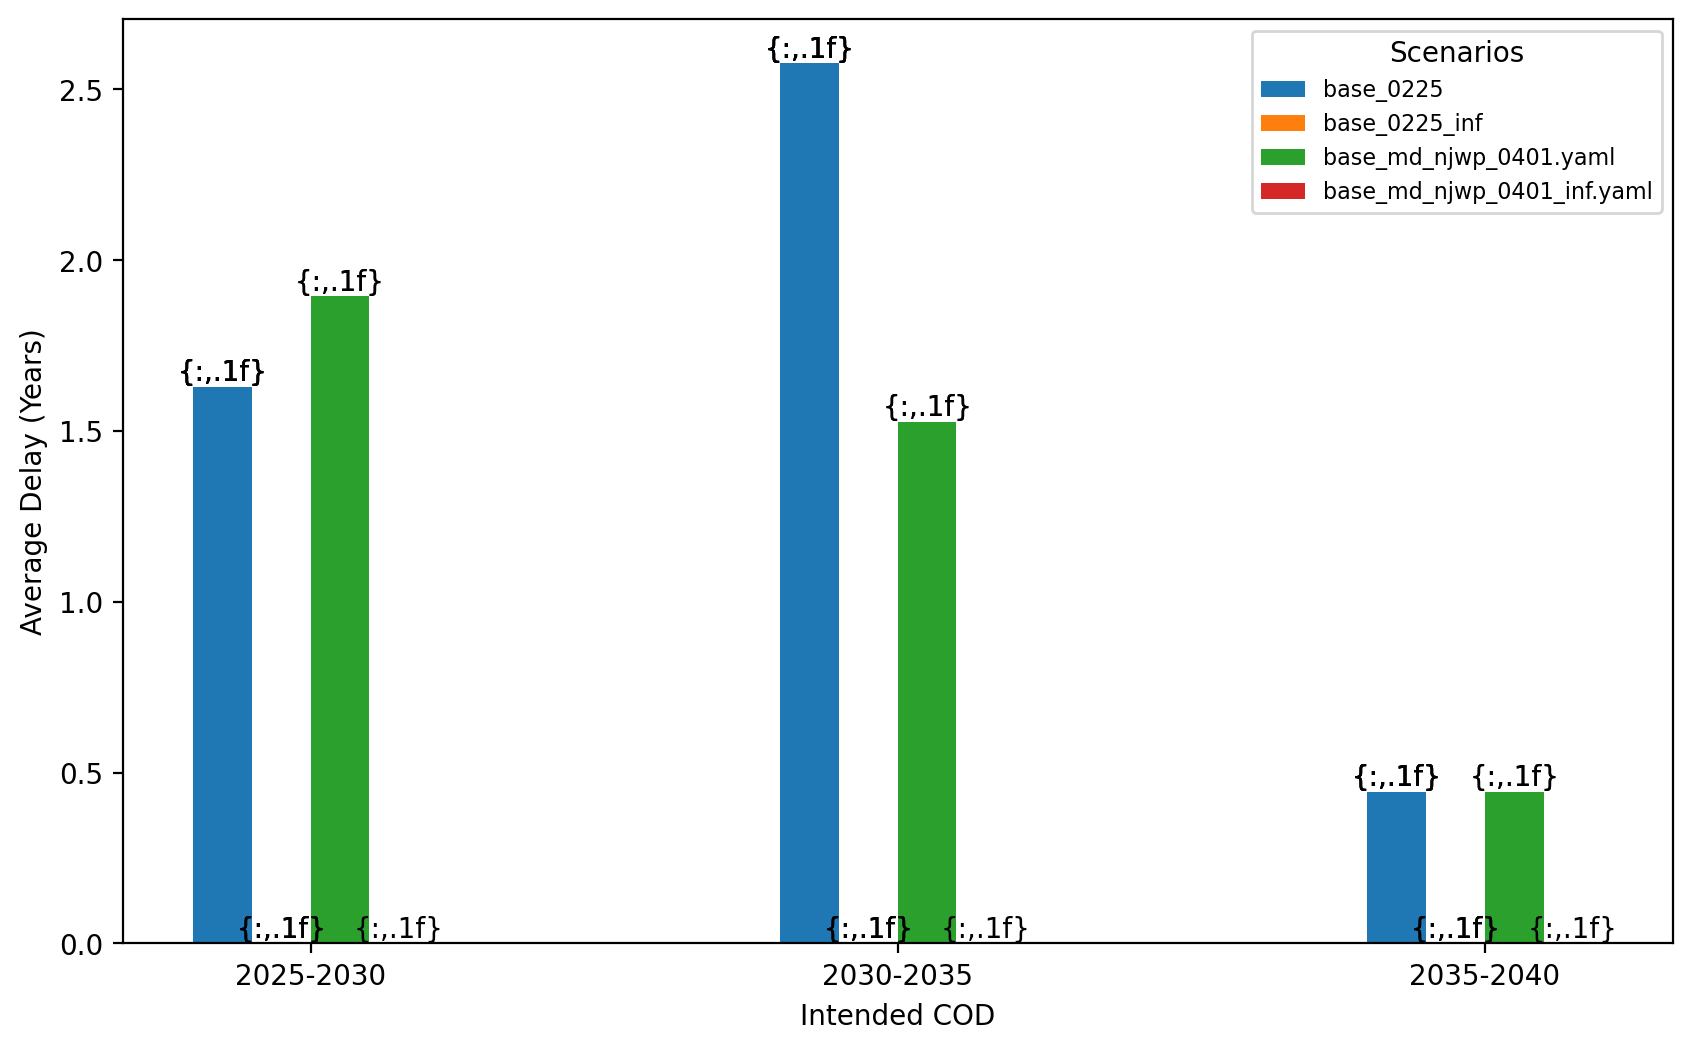 Scenarios
base_0225
base_0225_inf
base_md_njwp_0401.yaml
base_md_njwp_0401_inf.yaml
Average Delay (Years)
2.5
2.0
1.5
1.0
0.5
0.0
{:,.1f}
{:,.1f}
{:,.1f}
{:,.1f}
{:,.1f} {:,.1f}
{:,.1f} {:,.1f} {:,.1f} {:,.1f} {:,.1f} {:,.1f}
2025-2030 2030-2035 2035-2040
Intended COD